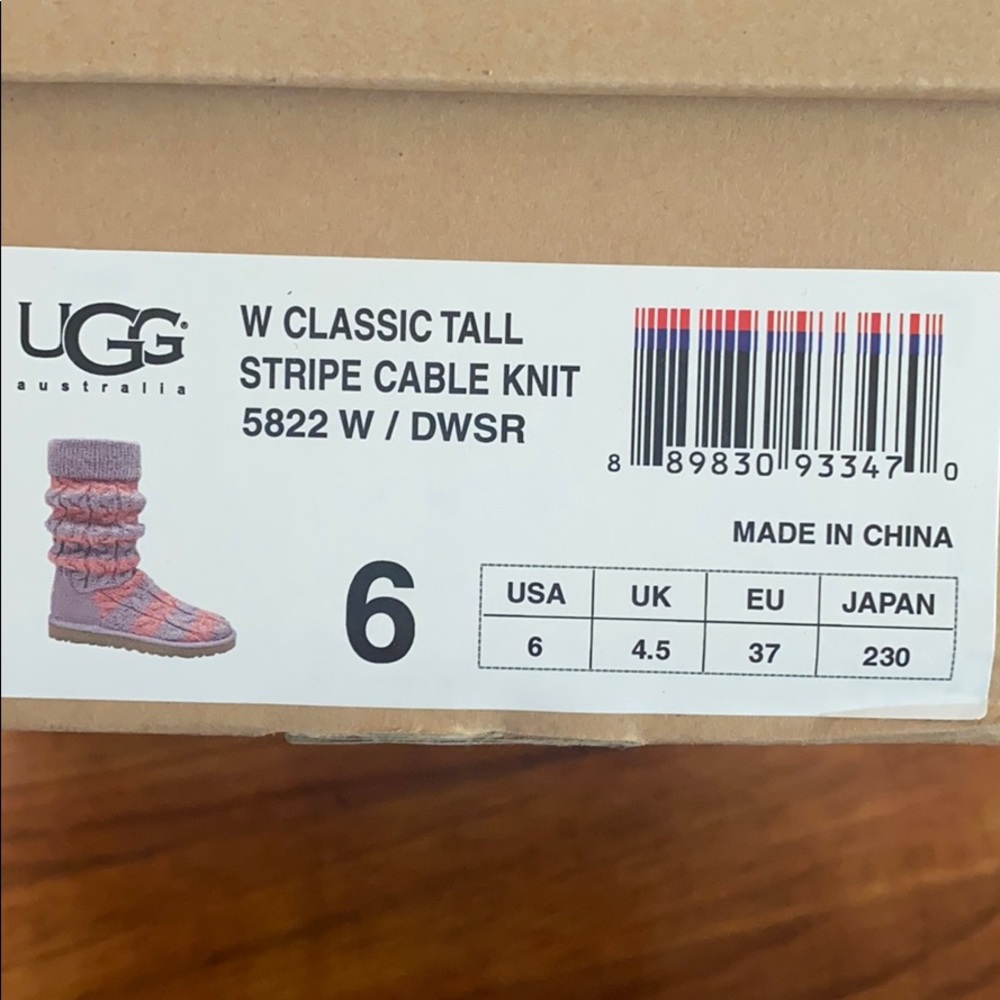 UGG®
australia
W CLASSIC TALL
STRIPE CABLE KNIT
5822 W / DWSR
8 89830 93347 0
MADE IN CHINA
6
USA UK EU JAPAN
6 4.5 37 230